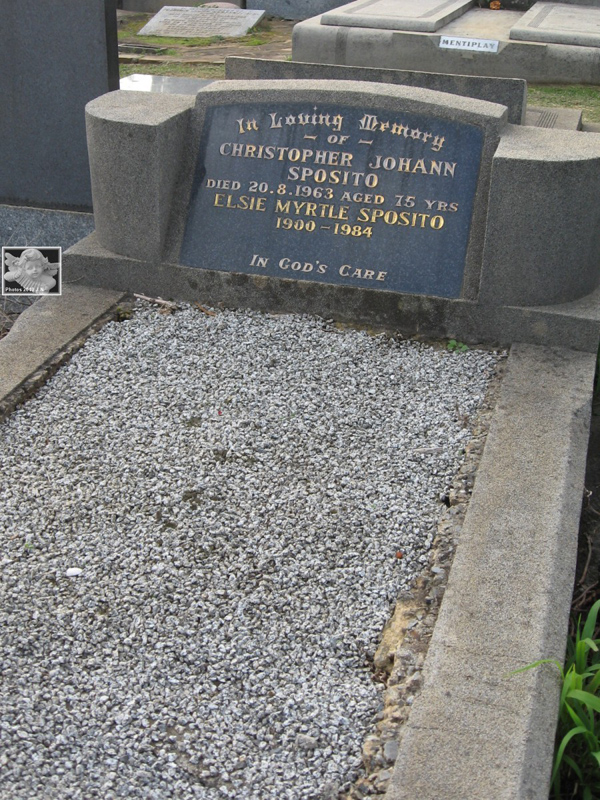 MENTIPLAY
In Loving Memory
– OF –
CHRISTOPHER JOHANN
SPOSITO
DIED 20.8.1963 AGED 75 YRS
ELSIE MYRTLE SPOSITO
1900 – 1984
IN GOD'S CARE